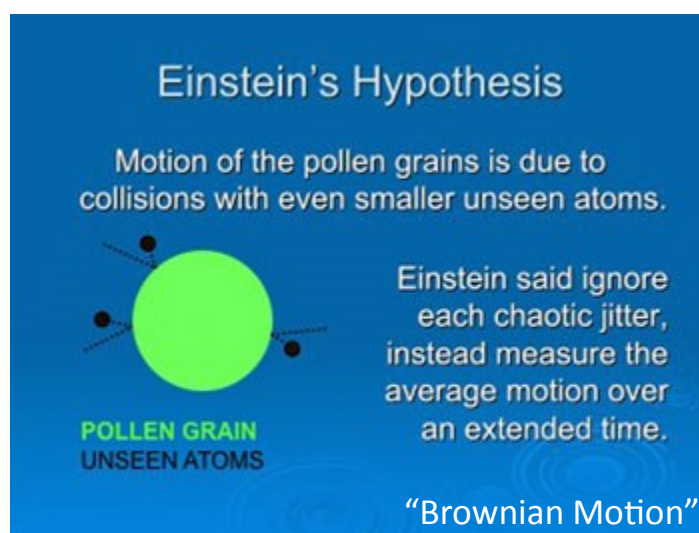 Einstein's Hypothesis
Motion of the pollen grains is due to
collisions with even smaller unseen atoms.
Einstein said ignore
each chaotic jitter,
instead measure the
average motion over
an extended time.
POLLEN GRAIN
UNSEEN ATOMS
“Brownian Motion”